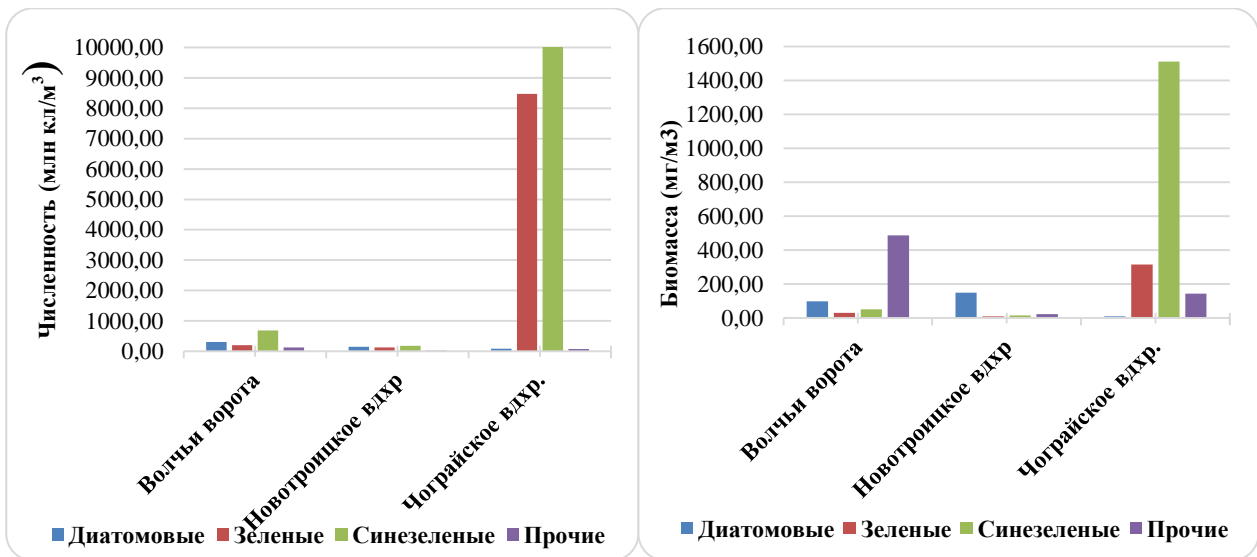 Численность (млн кл/м³)
10000,00
9000,00
8000,00
7000,00
6000,00
5000,00
4000,00
3000,00
2000,00
1000,00
0,00
Волчьи ворота
Новотроицкое вдхр
Чограйское вдхр.
Диатомовые Зеленые Синезеленые Прочие
Биомасса (мг/м3)
1600,00
1400,00
1200,00
1000,00
800,00
600,00
400,00
200,00
0,00
Волчьи ворота
Новотроицкое вдхр
Чограйское вдхр.
Диатомовые Зеленые Синезеленые Прочие